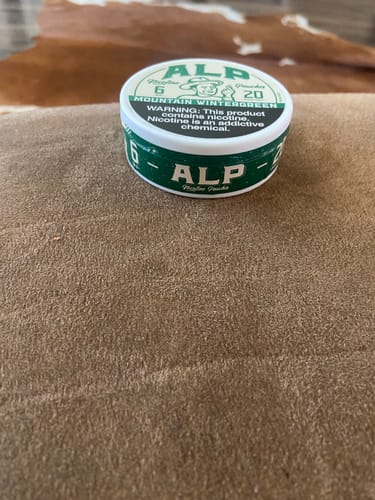 ALP
Nicotine Pouches
6 20
MOUNTAIN WINTERGREEN
WARNING: This product
contains nicotine.
Nicotine is an addictive
chemical.
6 - ALP - 2
Nicotine Pouches